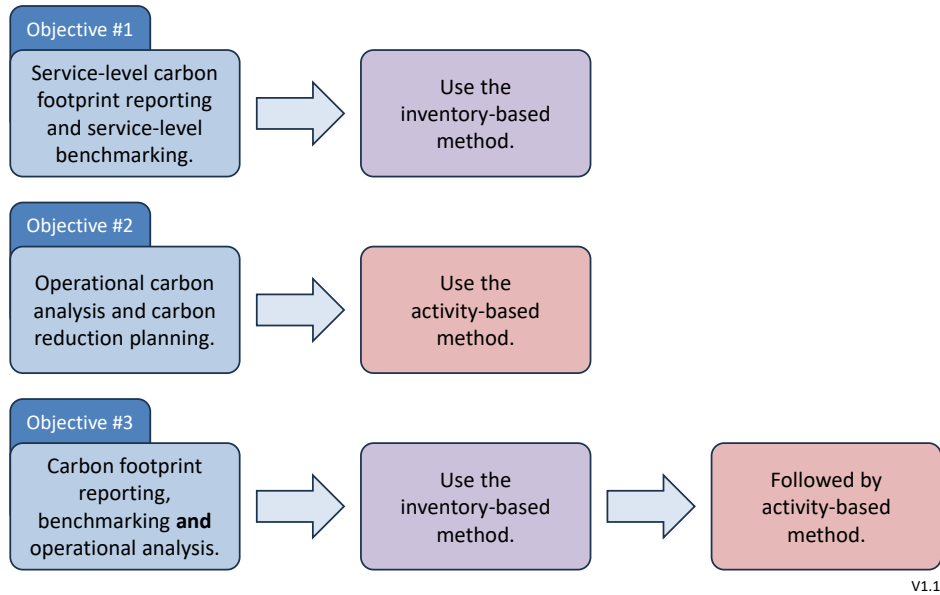 Objective #1
Service-level carbon
footprint reporting
and service-level
benchmarking.
Use the
inventory-based
method.
Objective #2
Operational carbon
analysis and carbon
reduction planning.
Use the
activity-based
method.
Objective #3
Carbon footprint
reporting,
benchmarking and
operational analysis.
Use the
inventory-based
method.
Followed by
activity-based
method.
V1.1